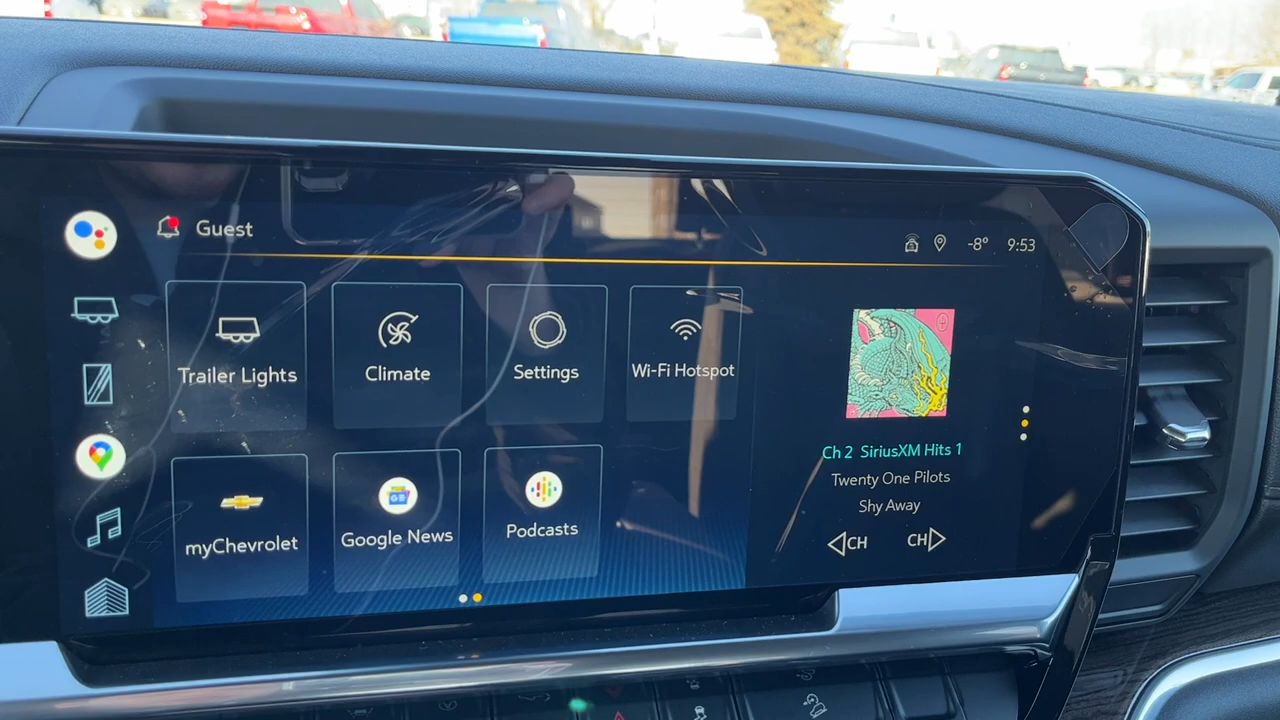 Guest
-8° 9:53
Trailer Lights
Climate
Settings
Wi-Fi Hotspot
myChevrolet
Google News
Podcasts
Ch 2 SiriusXM Hits 1
Twenty One Pilots
Shy Away
CH CH